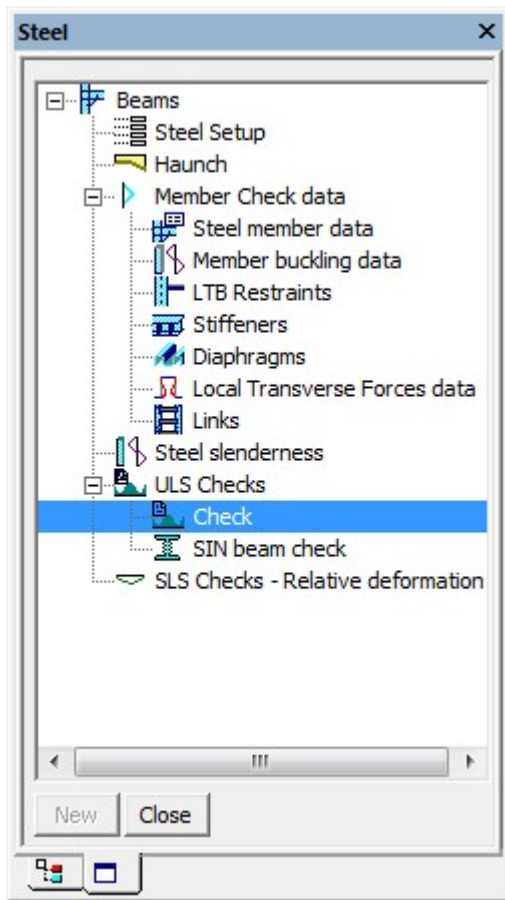 Steel
Beams
Steel Setup
Haunch
Member Check data
Steel member data
Member buckling data
LTB Restraints
Stiffeners
Diaphragms
Local Transverse Forces data
Links
Steel slenderness
ULS Checks
Check
SIN beam check
SLS Checks - Relative deformation
New Close